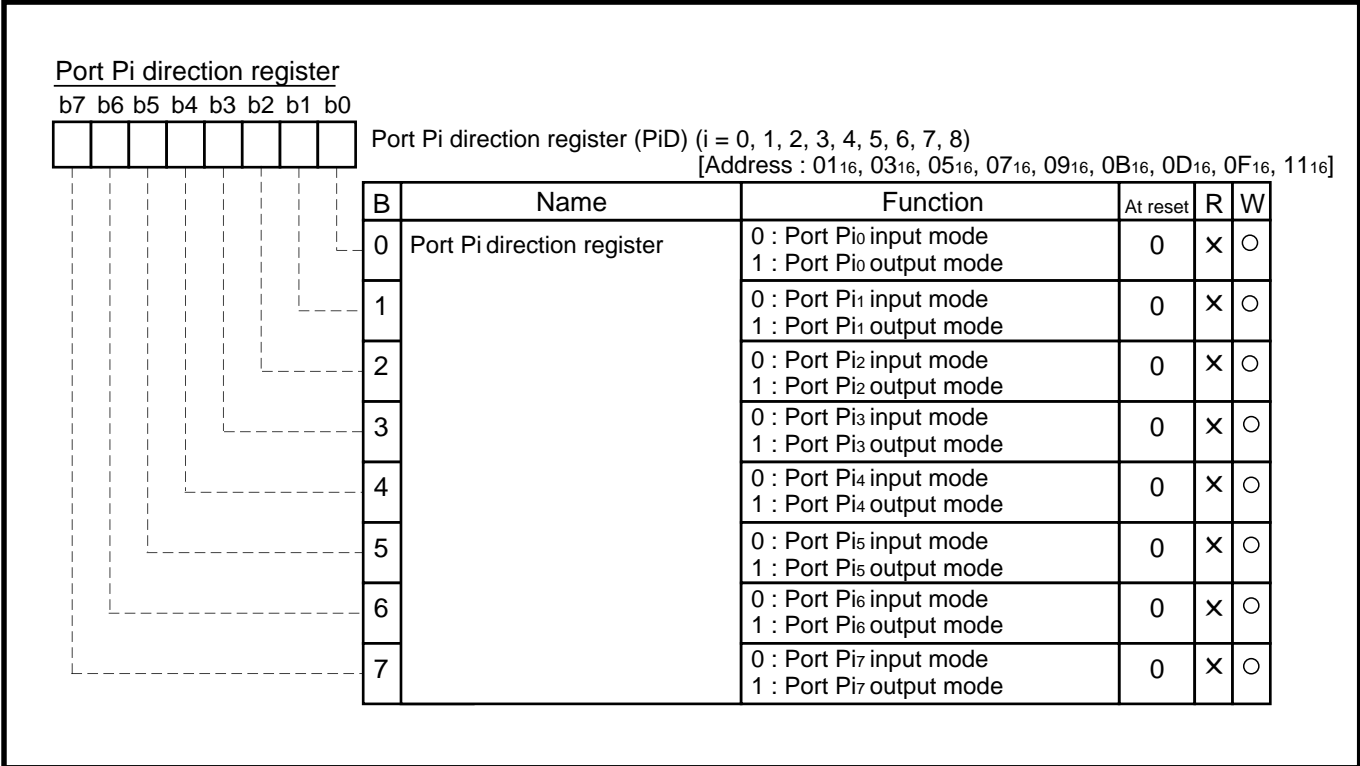 Port Pi direction register
b7 b6 b5 b4 b3 b2 b1 b0
Port Pi direction register (PiD) (i = 0, 1, 2, 3, 4, 5, 6, 7, 8)
[Address : 0116, 0316, 0516, 0716, 0916, 0B16, 0D16, 0F16, 1116]
B Name Function At reset R W
0 Port Pi direction register 0 : Port Pi0 input mode 0 × ○
1 : Port Pi0 output mode
1 0 : Port Pi1 input mode 0 × ○
1 : Port Pi1 output mode
2 0 : Port Pi2 input mode 0 × ○
1 : Port Pi2 output mode
3 0 : Port Pi3 input mode 0 × ○
1 : Port Pi3 output mode
4 0 : Port Pi4 input mode 0 × ○
1 : Port Pi4 output mode
5 0 : Port Pi5 input mode 0 × ○
1 : Port Pi5 output mode
6 0 : Port Pi6 input mode 0 × ○
1 : Port Pi6 output mode
7 0 : Port Pi7 input mode 0 × ○
1 : Port Pi7 output mode